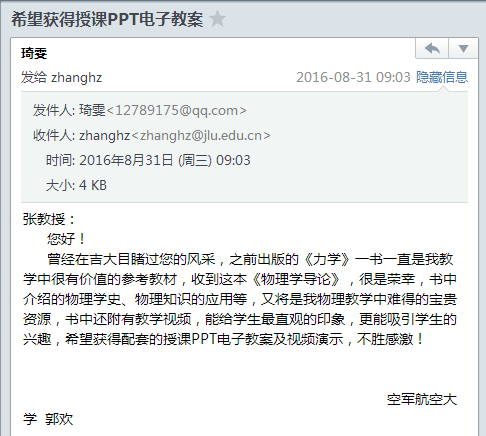 希望获得授课PPT电子教案
琦雯
发给 zhanghz 2016-08-31 09:03 隐藏信息
发件人: 琦雯<12789175@qq.com>
收件人: zhanghz<zhanghz@jlu.edu.cn>
时间: 2016年8月31日 (周三) 09:03
大小: 4 KB
张教授：
您好！
曾经在吉大目睹过您的风采，之前出版的《力学》一书一直是我教
学中很有价值的参考教材，收到这本《物理学导论》，很是荣幸，书中
介绍的物理学史、物理知识的应用等，又将是我物理教学中难得的宝贵
资源，书中还附有教学视频，能给学生最直观的印象，更能吸引学生的
兴趣，希望获得配套的授课PPT电子教案及视频演示，不胜感激！
空军航空大
学 郭欢